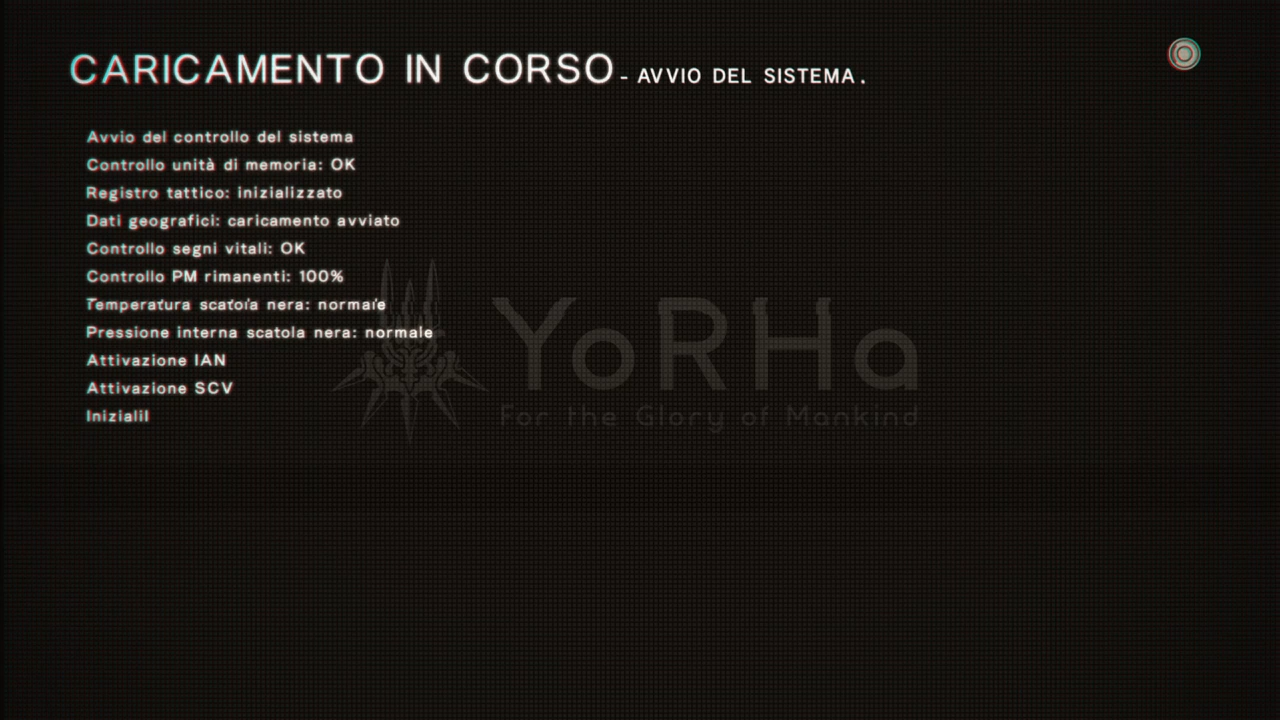 CARICAMENTO IN CORSO - AVVIO DEL SISTEMA.
Avvio del controllo del sistema
Controllo unità di memoria: OK
Registro tattico: inizializzato
Dati geografici: caricamento avviato
Controllo segni vitali: OK
Controllo PM rimanenti: 100%
Temperatura scatola nera: normale
Pressione interna scatola nera: normale
Attivazione IAN
Attivazione SCV
Inizialil
YoRHa
For the Glory of Mankind